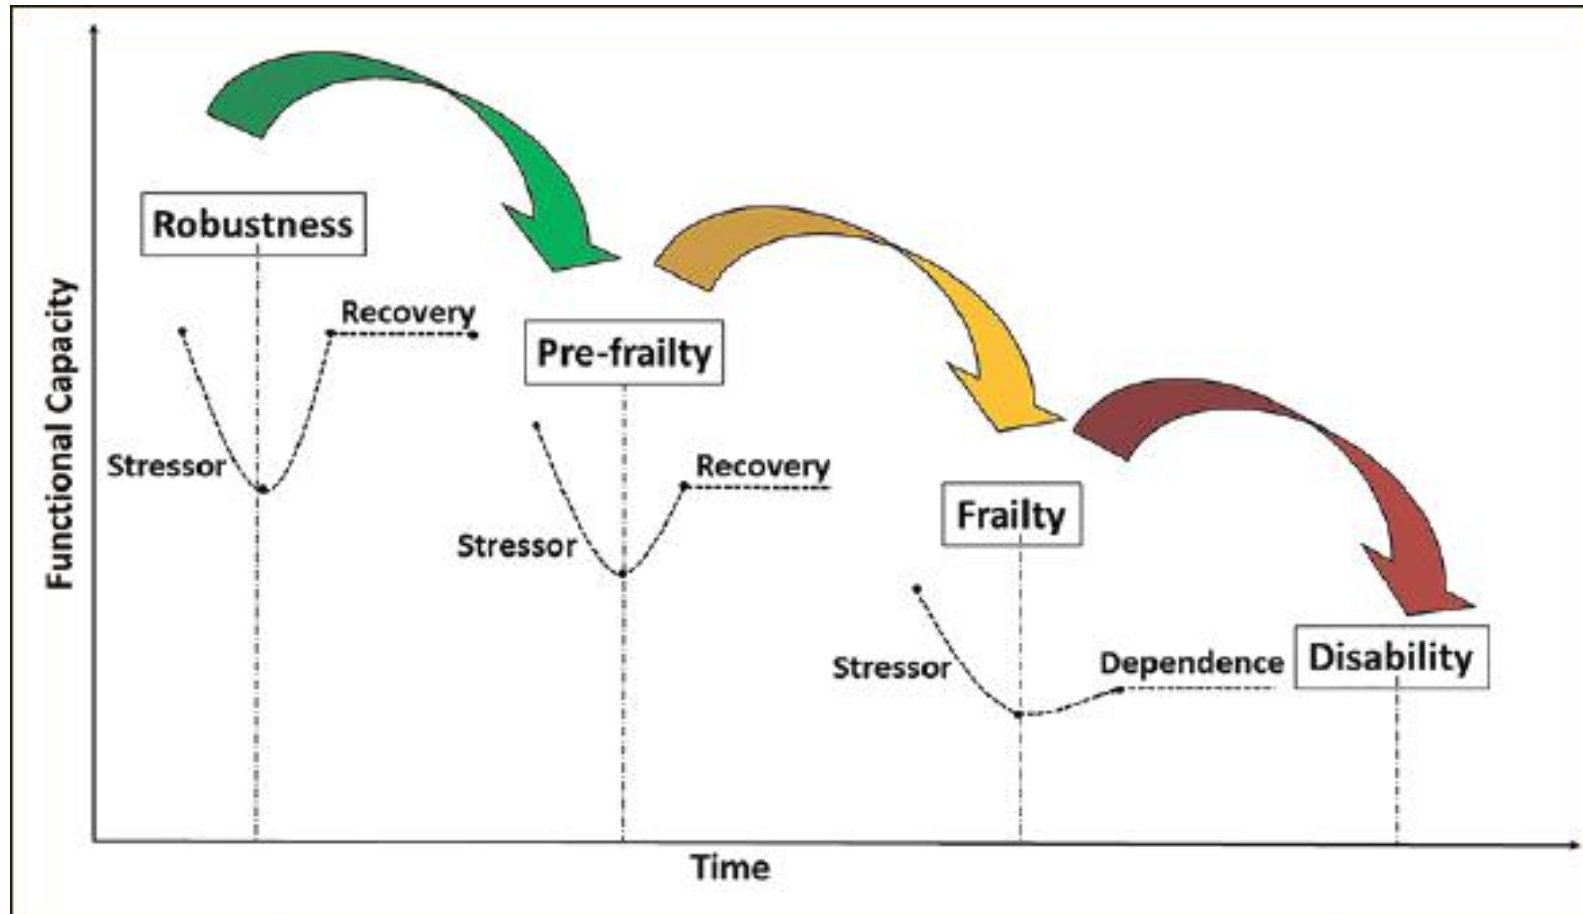 Robustness
Recovery
Stressor
Pre-frailty
Recovery
Stressor
Frailty
Stressor
Dependence
Disability
Functional Capacity
Time